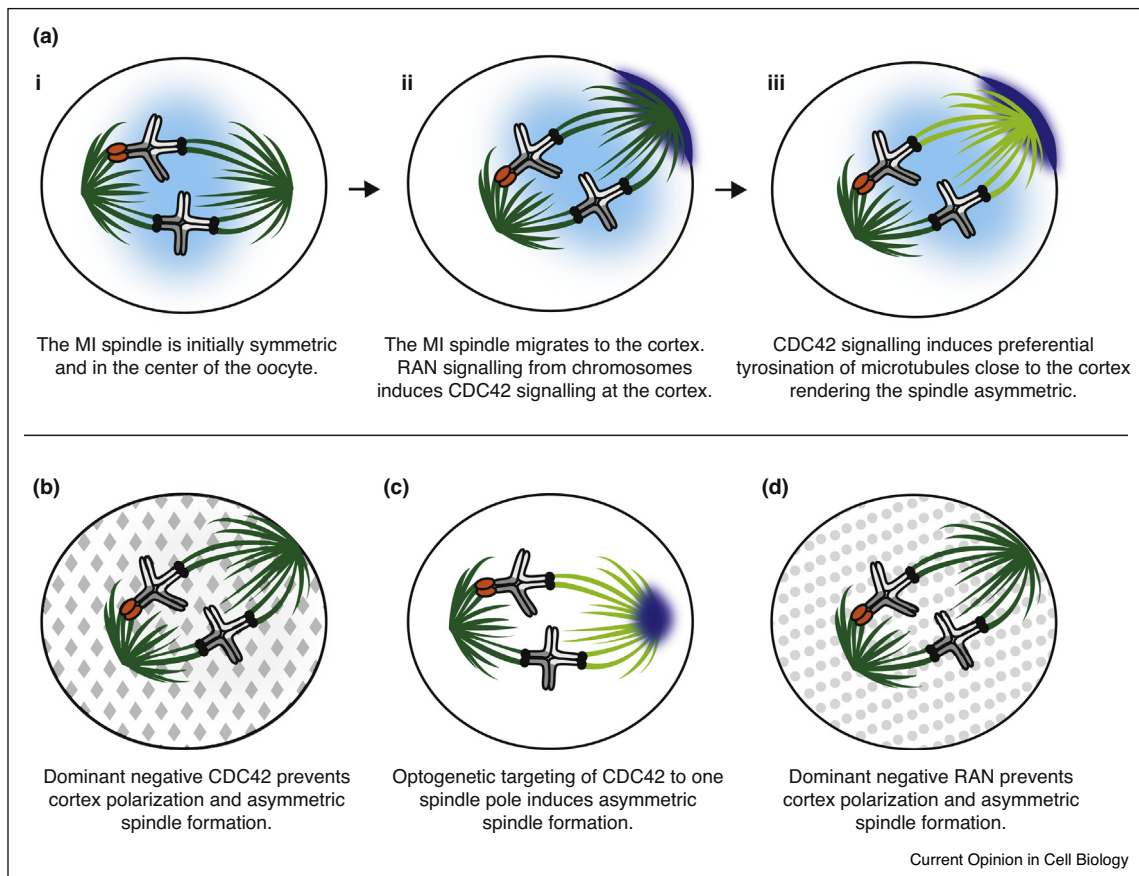 (a)
i
ii
iii
The MI spindle is initially symmetric
and in the center of the oocyte.
The MI spindle migrates to the cortex.
RAN signalling from chromosomes
induces CDC42 signalling at the cortex.
CDC42 signalling induces preferential
tyrosination of microtubules close to the cortex
rendering the spindle asymmetric.
(b)
(c)
(d)
Dominant negative CDC42 prevents
cortex polarization and asymmetric
spindle formation.
Optogenetic targeting of CDC42 to one
spindle pole induces asymmetric
spindle formation.
Dominant negative RAN prevents
cortex polarization and asymmetric
spindle formation.
Current Opinion in Cell Biology